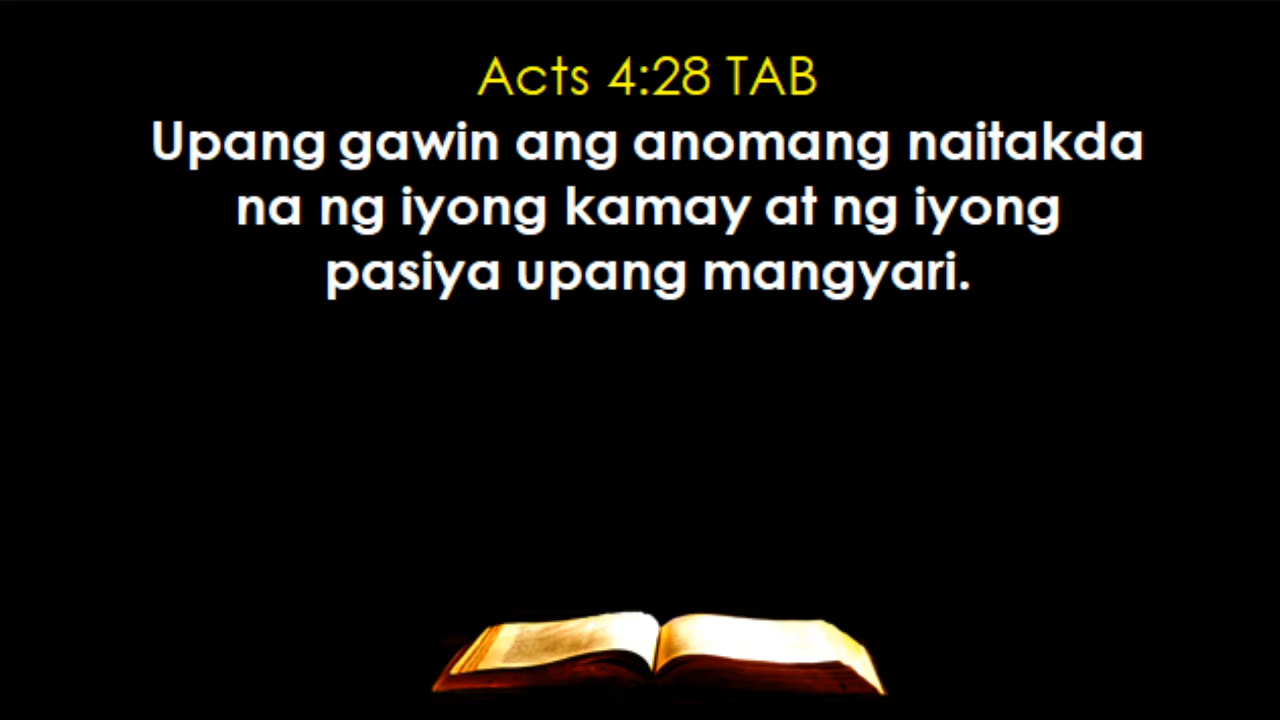 Acts 4:28 TAB
Upang gawin ang anomang naitakda
na ng iyong kamay at ng iyong
pasiya upang mangyari.